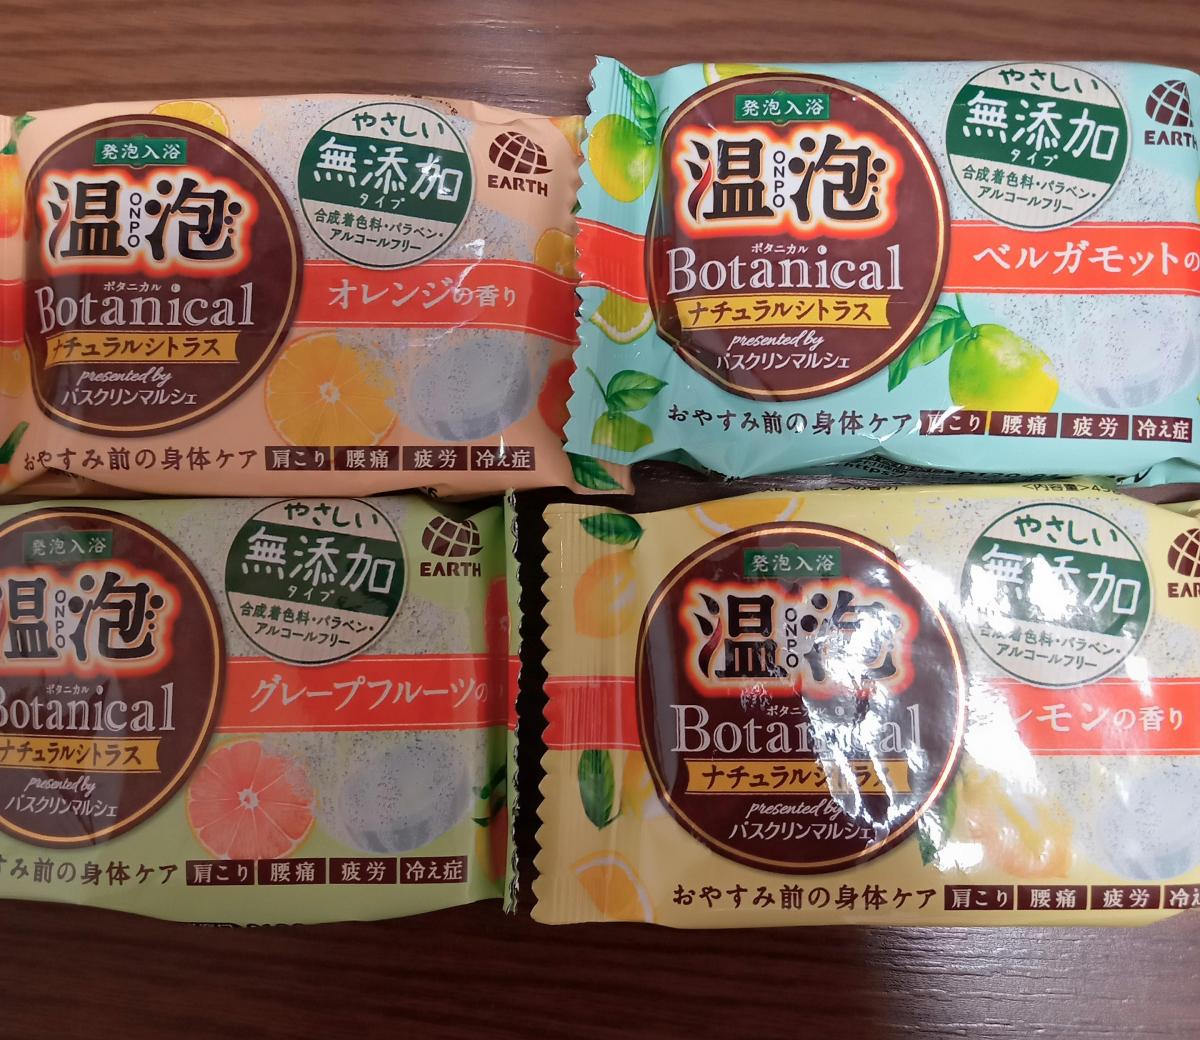 発泡入浴
温泡
ONPO
ボタニカル
Botanical
ナチュラルシトラス
presented by
バスクリンマルシェ
やさしい
無添加
タイプ
合成着色料・パラベン・
アルコールフリー
EARTH
オレンジの香り
おやすみ前の身体ケア 肩こり 腰痛 疲労 冷え症
発泡入浴
温泡
ONPO
ボタニカル
Botanical
ナチュラルシトラス
presented by
バスクリンマルシェ
やさしい
無添加
タイプ
合成着色料・パラベン・
アルコールフリー
EARTH
ベルガモットの
おやすみ前の身体ケア 肩こり 腰痛 疲労 冷え症
発泡入浴
温泡
ONPO
ボタニカル
Botanical
ナチュラルシトラス
presented by
バスクリンマルシェ
やさしい
無添加
タイプ
合成着色料・パラベン・
アルコールフリー
EARTH
グレープフルーツの
すみ前の身体ケア 肩こり 腰痛 疲労 冷え症
発泡入浴
温泡
ONPO
Botanical
ナチュラルシトラス
presented by
バスクリンマルシェ
やさしい
無添加
合成着色料・パラベン・
アルコールフリー
モンの香り
おやすみ前の身体ケア 肩こり 腰痛 疲労